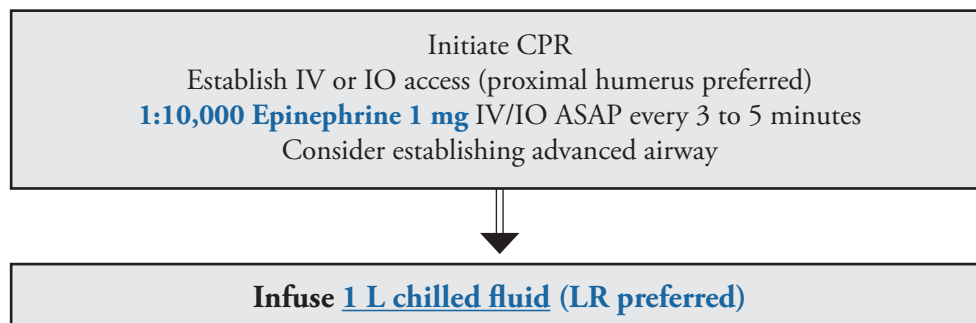 Initiate CPR
Establish IV or IO access (proximal humerus preferred)
1:10,000 Epinephrine 1 mg IV/IO ASAP every 3 to 5 minutes
Consider establishing advanced airway
Infuse 1 L chilled fluid (LR preferred)